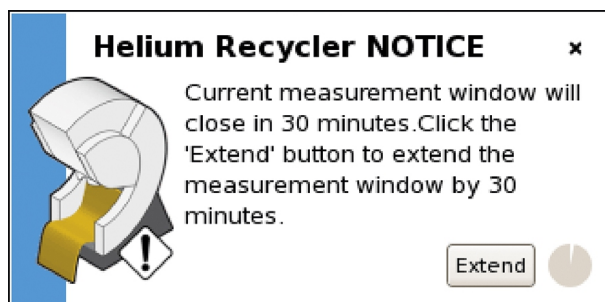 Helium Recycler NOTICE ×
Current measurement window will
close in 30 minutes.Click the
'Extend' button to extend the
measurement window by 30
minutes.
!
Extend